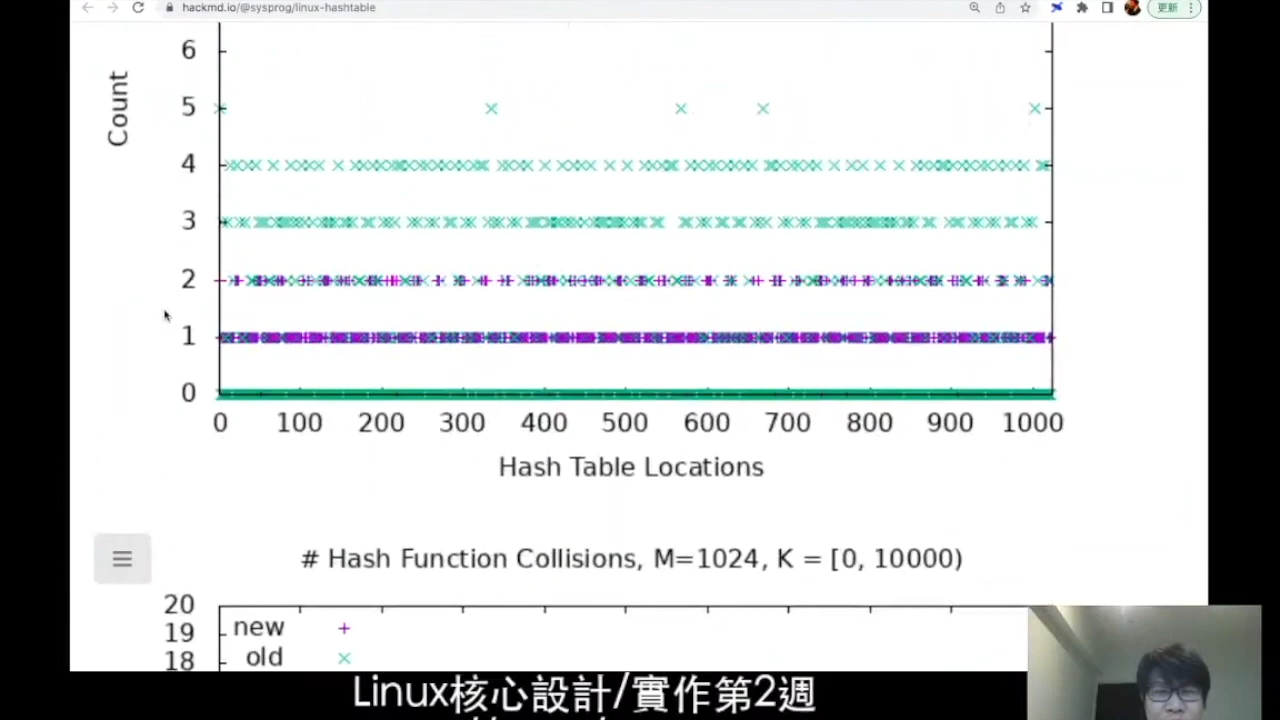 hackmd.io/@sysprog/linux-hashtable
更新
6
Count
5
4
3
2
1
0
0 100 200 300 400 500 600 700 800 900 1000
Hash Table Locations
# Hash Function Collisions, M=1024, K = [0, 10000)
20
new
19
old
18
Linux核心設計/實作第2週